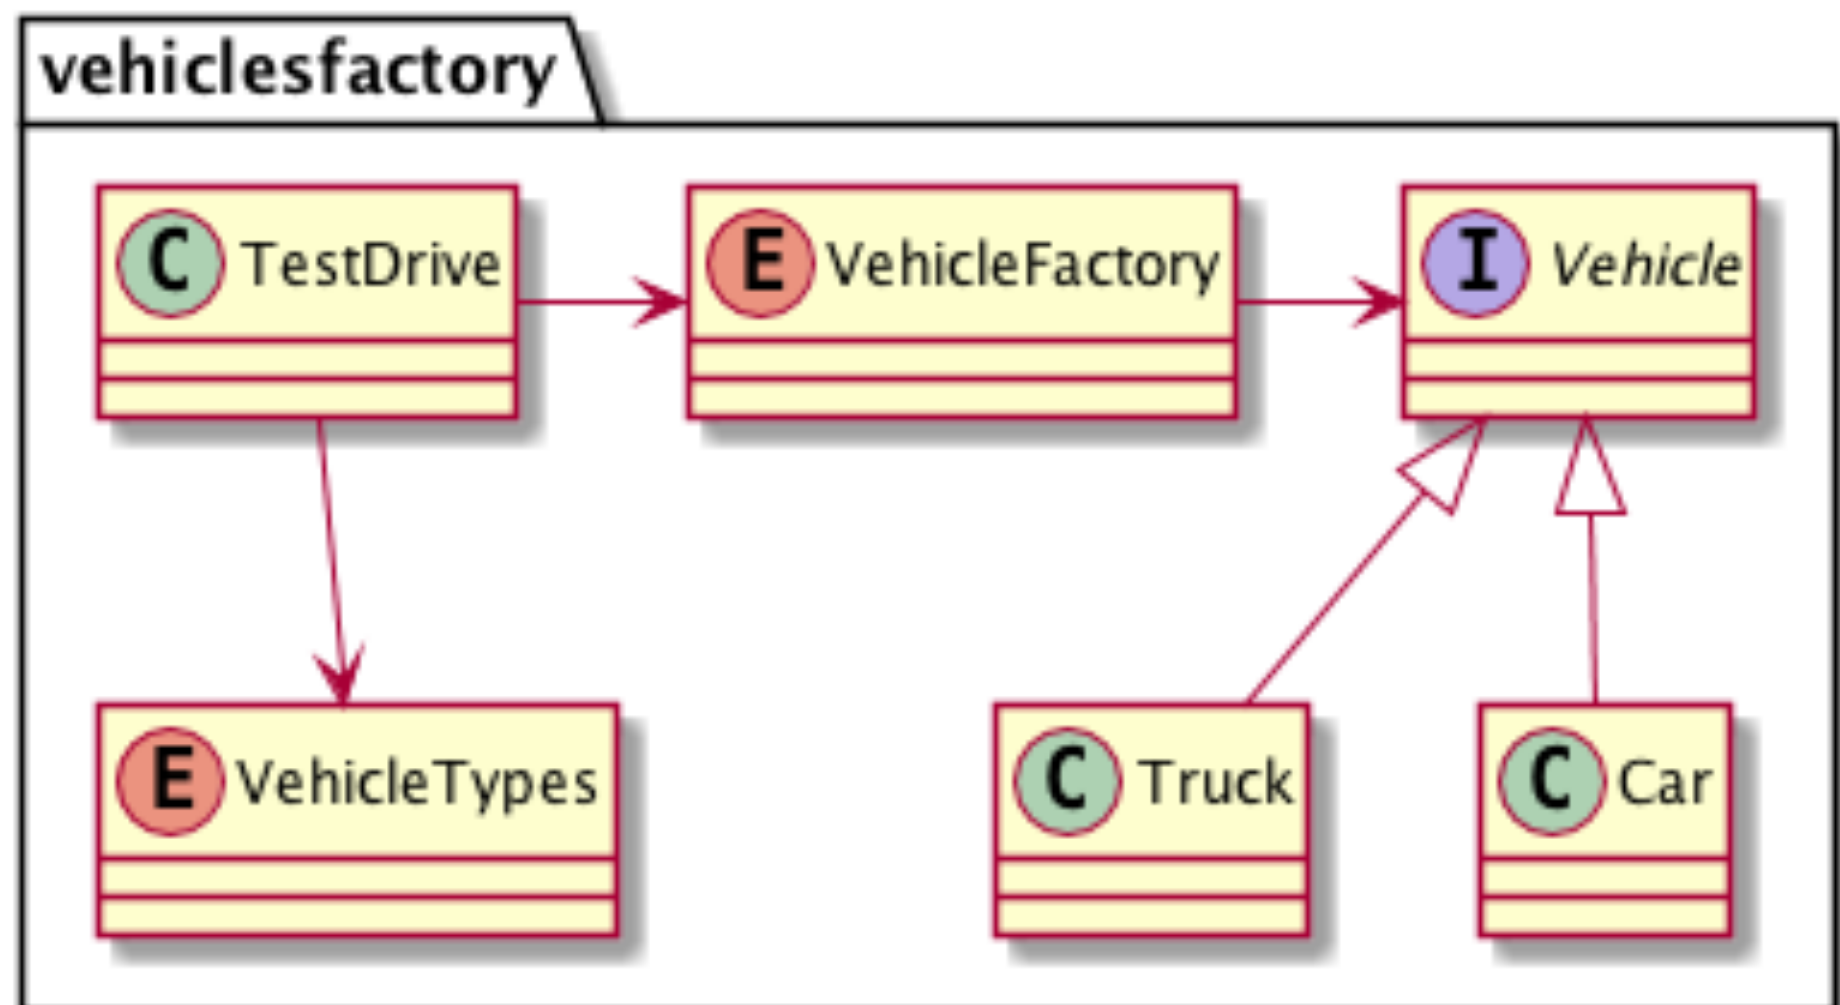 vehiclesfactory
C TestDrive
E VehicleFactory
I Vehicle
E VehicleTypes
C Truck
C Car